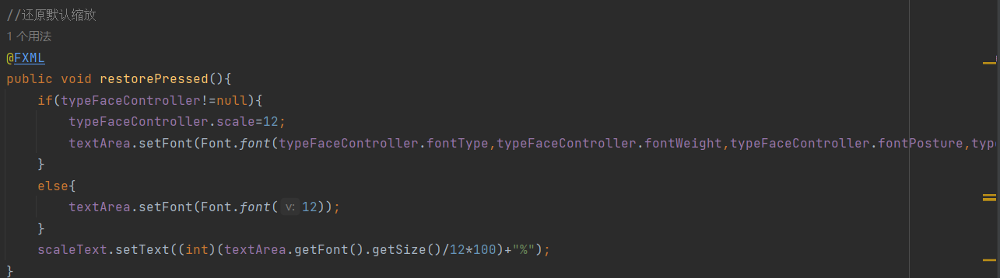 //还原默认缩放
1 个用法
@FXML
public void restorePressed(){
if(typeFaceController!=null){
typeFaceController.scale=12;
textArea.setFont(Font.font(typeFaceController.fontType,typeFaceController.fontWeight,typeFaceController.fontPosture,type
}
else{
textArea.setFont(Font.font( v: 12));
}
scaleText.setText((int)(textArea.getFont().getSize()/12*100)+"%");
}